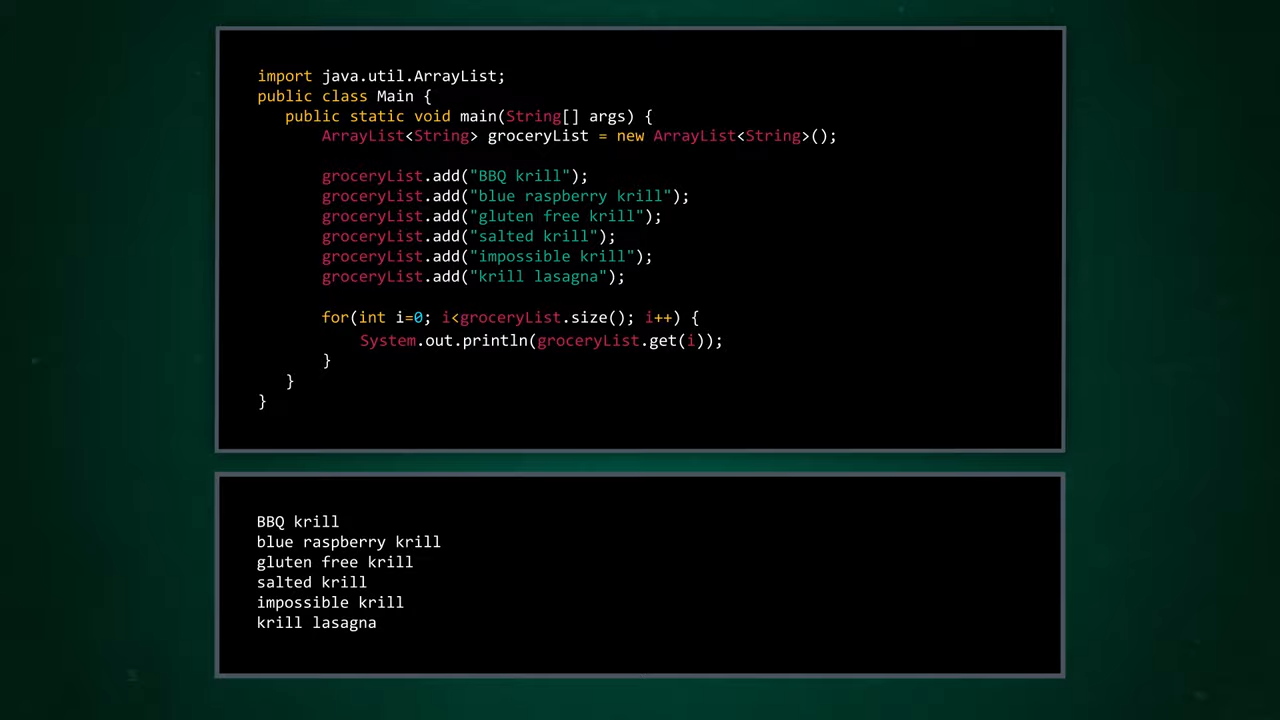 import java.util.ArrayList;
public class Main {
public static void main(String[] args) {
ArrayList<String> groceryList = new ArrayList<String>();
groceryList.add("BBQ krill");
groceryList.add("blue raspberry krill");
groceryList.add("gluten free krill");
groceryList.add("salted krill");
groceryList.add("impossible krill");
groceryList.add("krill lasagna");
for(int i=0; i<groceryList.size(); i++) {
System.out.println(groceryList.get(i));
}
}
}
BBQ krill
blue raspberry krill
gluten free krill
salted krill
impossible krill
krill lasagna